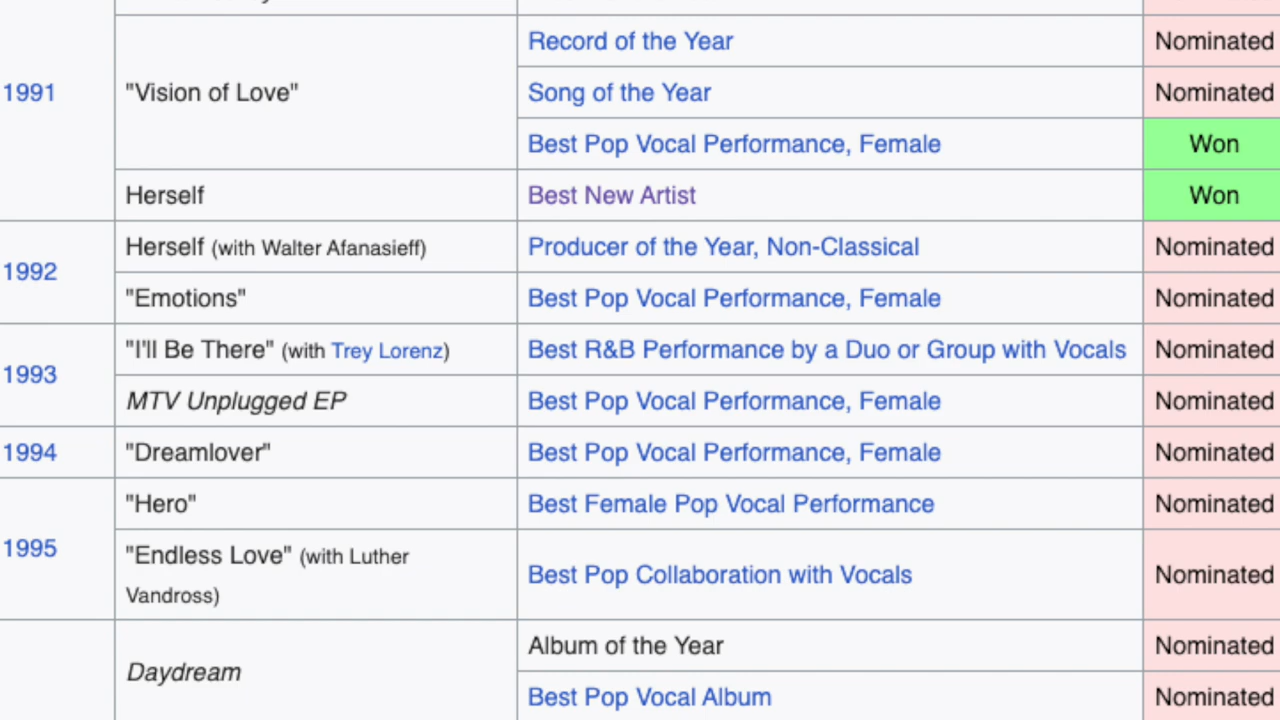 Record of the Year Nominated
1991 "Vision of Love" Song of the Year Nominated
Best Pop Vocal Performance, Female Won
Herself Best New Artist Won
1992 Herself (with Walter Afanasieff) Producer of the Year, Non-Classical Nominated
"Emotions" Best Pop Vocal Performance, Female Nominated
1993 "I'll Be There" (with Trey Lorenz) Best R&B Performance by a Duo or Group with Vocals Nominated
MTV Unplugged EP Best Pop Vocal Performance, Female Nominated
1994 "Dreamlover" Best Pop Vocal Performance, Female Nominated
"Hero" Best Female Pop Vocal Performance Nominated
1995 "Endless Love" (with Luther
Vandross) Best Pop Collaboration with Vocals Nominated
Daydream Album of the Year Nominated
Best Pop Vocal Album Nominated